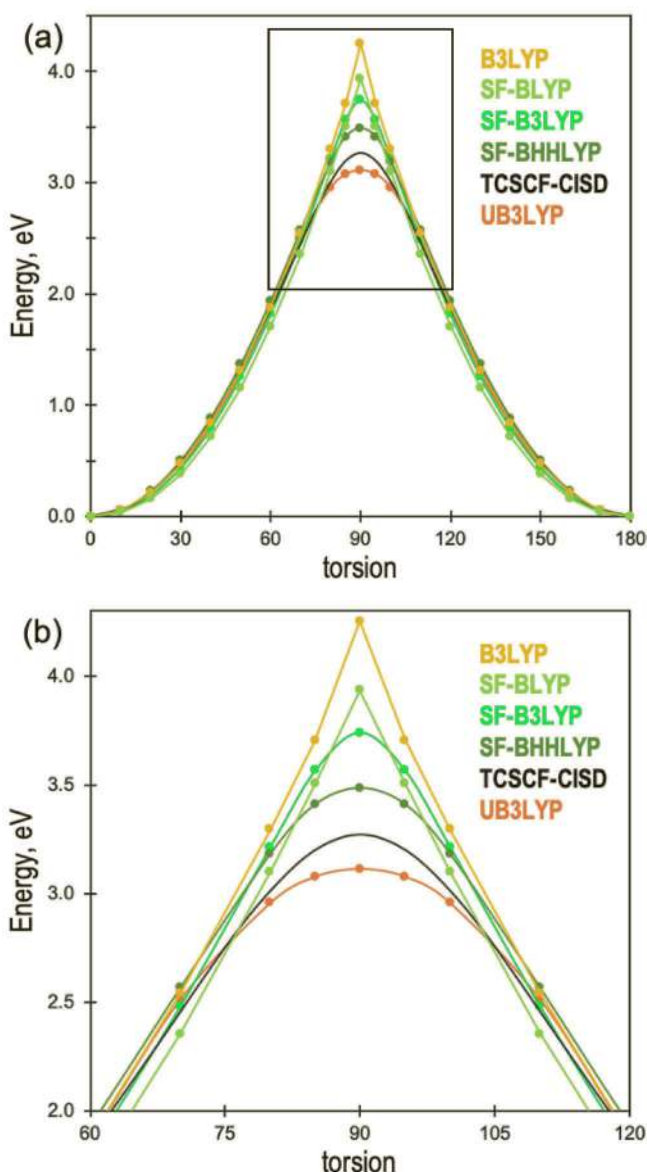 (a)
4.0
3.0
2.0
1.0
0.0
Energy, eV
B3LYP
SF-BLYP
SF-B3LYP
SF-BHHLYP
TCSCF-CISD
UB3LYP
0 30 60 90 120 150 180
torsion
(b)
4.0
3.5
3.0
2.5
2.0
Energy, eV
B3LYP
SF-BLYP
SF-B3LYP
SF-BHHLYP
TCSCF-CISD
UB3LYP
60 75 90 105 120
torsion